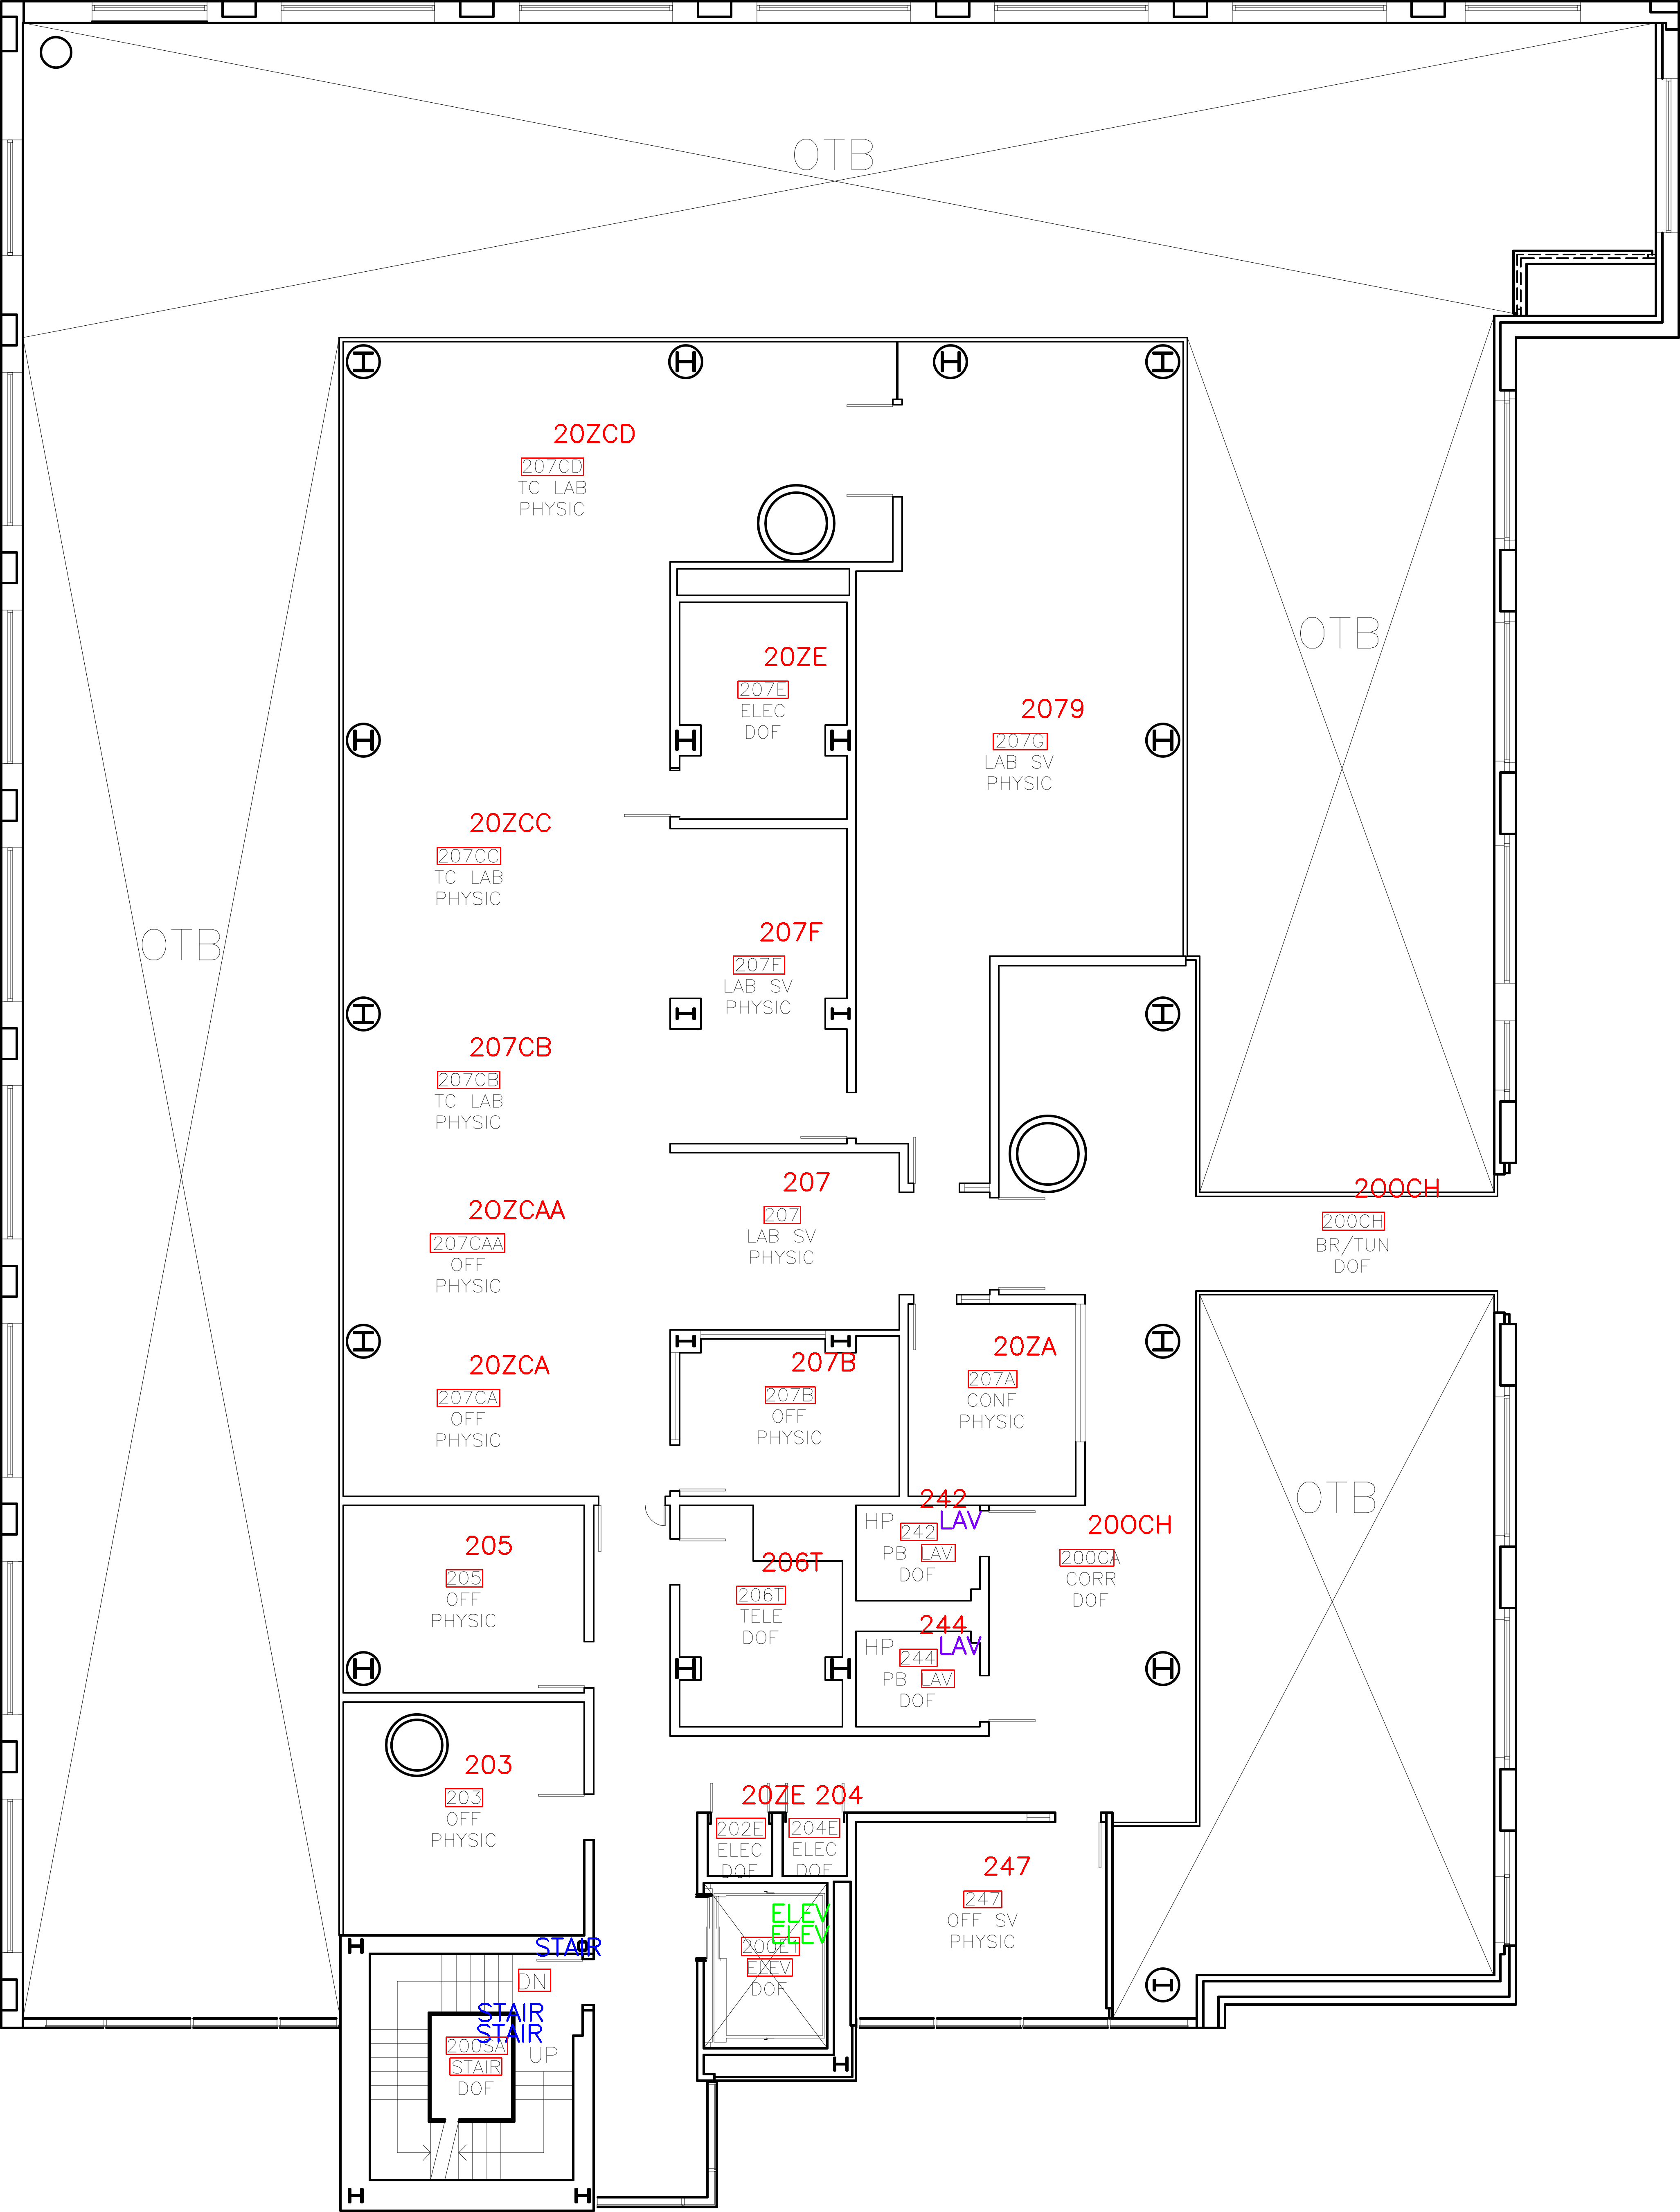 OTB
20ZCD
207CD
TC LAB
PHYSIC
OTB
20ZE
207E
ELEC
DOF
2079
207G
LAB SV
PHYSIC
20ZCC
207CC
TC LAB
PHYSIC
OTB
207F
207F
LAB SV
PHYSIC
207CB
207CB
TC LAB
PHYSIC
207
207
LAB SV
PHYSIC
200CH
200CH
BR/TUN
DOF
20ZCAA
207CAA
OFF
PHYSIC
20ZCA
207CA
OFF
PHYSIC
207B
207B
OFF
PHYSIC
20ZA
207A
CONF
PHYSIC
OTB
205
205
OFF
PHYSIC
206T
206T
TELE
DOF
242
LAV
HP
242
PB LAV
DOF
200CH
200CA
CORR
DOF
244
LAV
HP
244
PB LAV
DOF
203
203
OFF
PHYSIC
20ZE 204
202E
ELEC
DOF
204E
ELEC
DOF
247
247
OFF SV
PHYSIC
ELEV
ELEV
200ET
ELEV
DOF
STAIR
DN
STAIR
STAIR
200SA
UP
STAIR
DOF